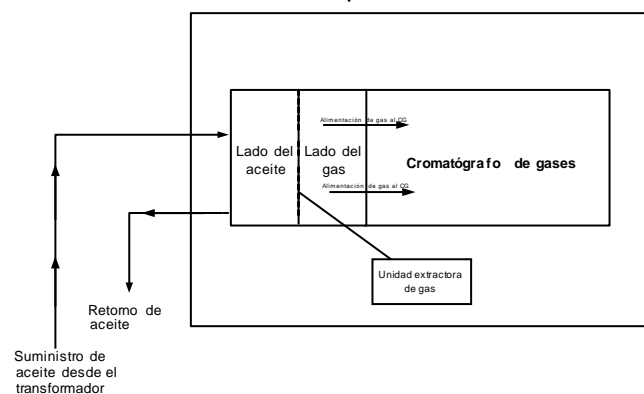 Alimentación de gas al CG
Lado del
aceite
Lado del
gas
Cromatógrafo de gases
Alimentación de gas al CG
Unidad extractora
de gas
Retorno de
aceite
Suministro de
aceite desde el
transformador